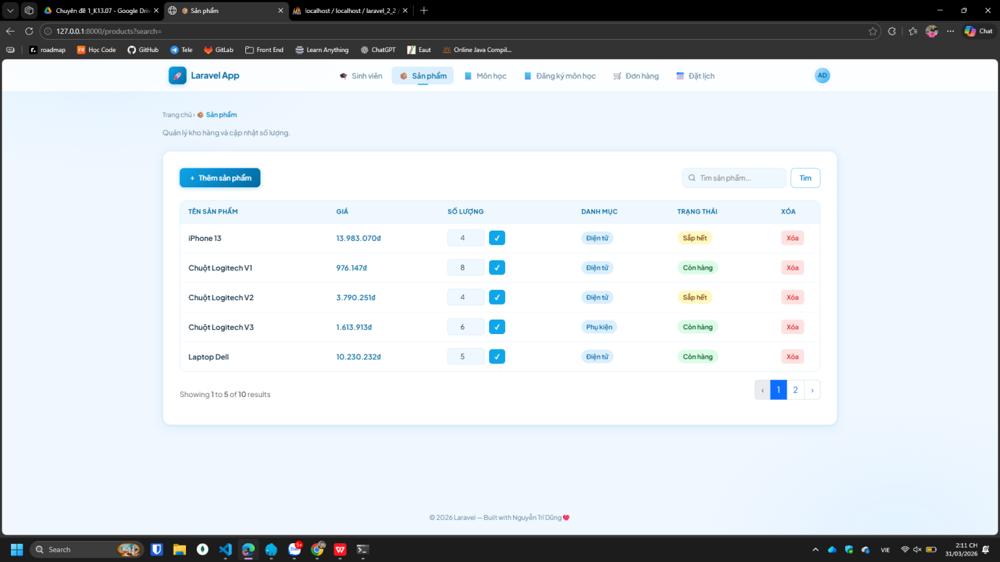 Chuyên đề 1_K13.07 - Google Driv
Sản phẩm
localhost / localhost / laravel_2_2 /
127.0.0.1:8000/products?search=
Chat
roadmap
F8 Học Code
GitHub
Tele
GitLab
Front End
Learn Anything
ChatGPT
Eaut
Online Java Compil...
Laravel App
Sinh viên
Sản phẩm
Môn học
Đăng ký môn học
Đơn hàng
Đặt lịch
AD
Trang chủ › Sản phẩm
Quản lý kho hàng và cập nhật số lượng.
+ Thêm sản phẩm
Tìm sản phẩm...
Tìm
TÊN SẢN PHẨM GIÁ SỐ LƯỢNG DANH MỤC TRẠNG THÁI XÓA
iPhone 13 13.983.070₫ 4 ✓ Điện tử Sắp hết Xóa
Chuột Logitech V1 976.147₫ 8 ✓ Điện tử Còn hàng Xóa
Chuột Logitech V2 3.790.251₫ 4 ✓ Điện tử Sắp hết Xóa
Chuột Logitech V3 1.613.913₫ 6 ✓ Phụ kiện Còn hàng Xóa
Laptop Dell 10.230.232₫ 5 ✓ Điện tử Còn hàng Xóa
Showing 1 to 5 of 10 results
‹ 1 2 ›
© 2026 Laravel — Built with Nguyễn Trí Dũng
Search
Zalo
5+
VIE
2:11 CH
31/03/2026